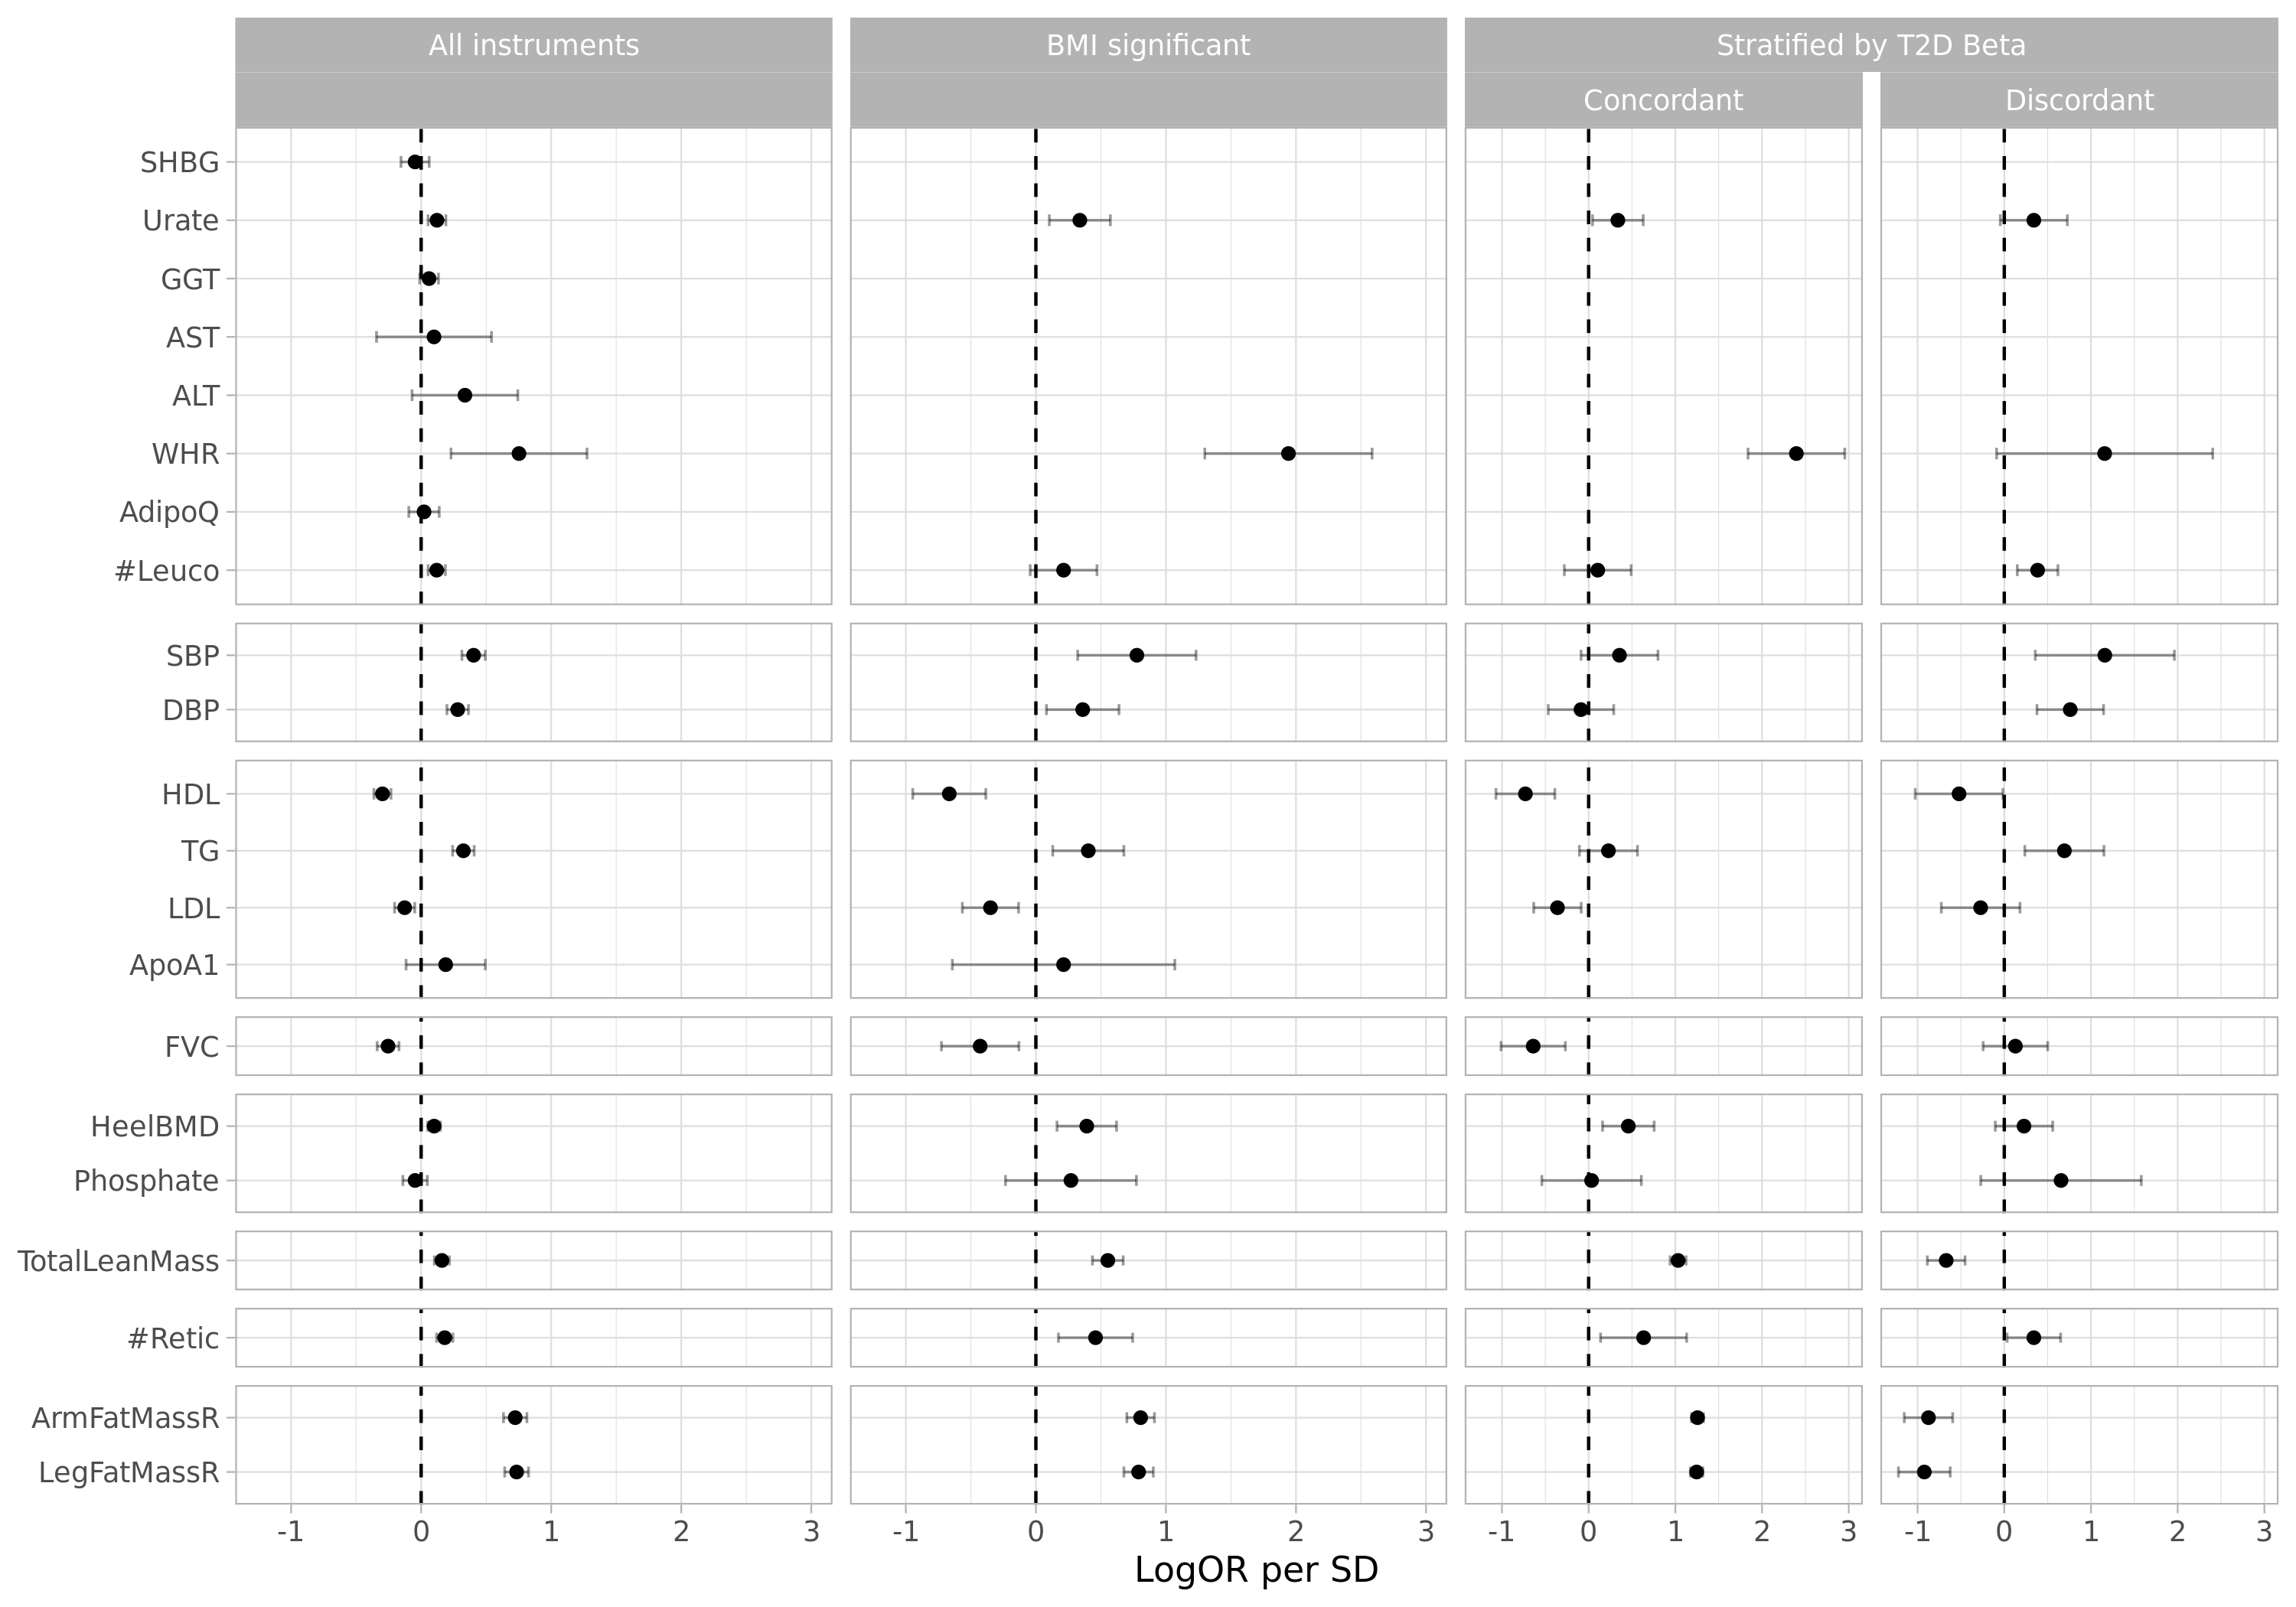 All instruments
BMI significant
Stratified by T2D Beta
Concordant
Discordant
SHBG
Urate
GGT
AST
ALT
WHR
AdipoQ
#Leuco
SBP
DBP
HDL
TG
LDL
ApoA1
FVC
HeelBMD
Phosphate
TotalLeanMass
#Retic
ArmFatMassR
LegFatMassR
-1 0 1 2 3
-1 0 1 2 3
-1 0 1 2 3
-1 0 1 2 3
LogOR per SD